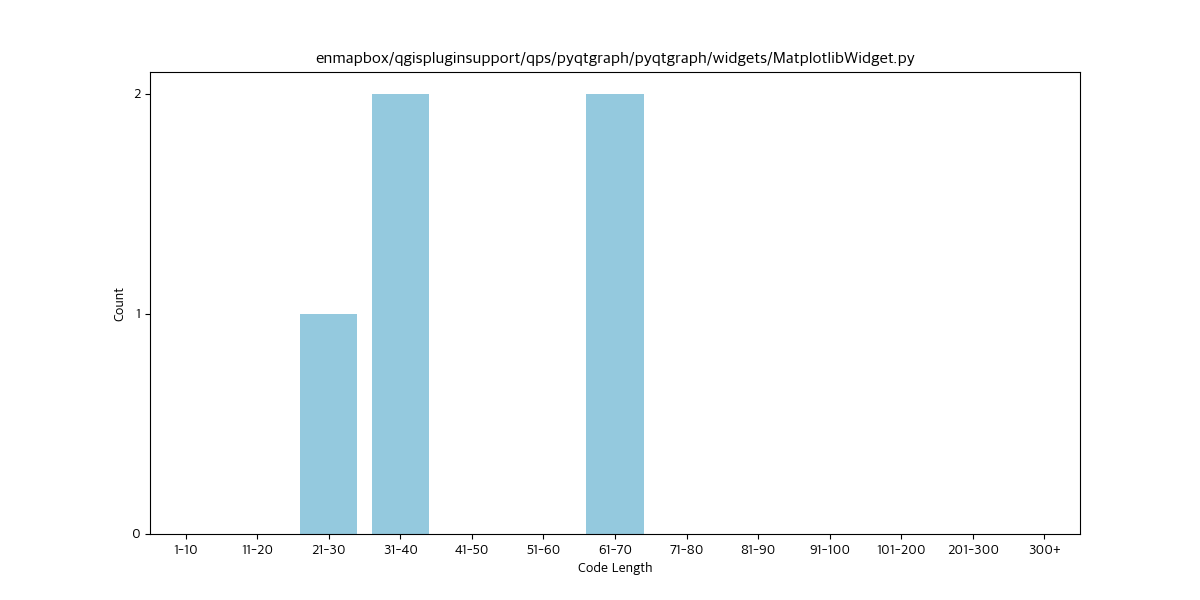 enmapbox/qgispluginsupport/qps/pyqtgraph/pyqtgraph/widgets/MatplotlibWidget.py
2
1
0
Count
1-10 11-20 21-30 31-40 41-50 51-60 61-70 71-80 81-90 91-100 101-200 201-300 300+
Code Length